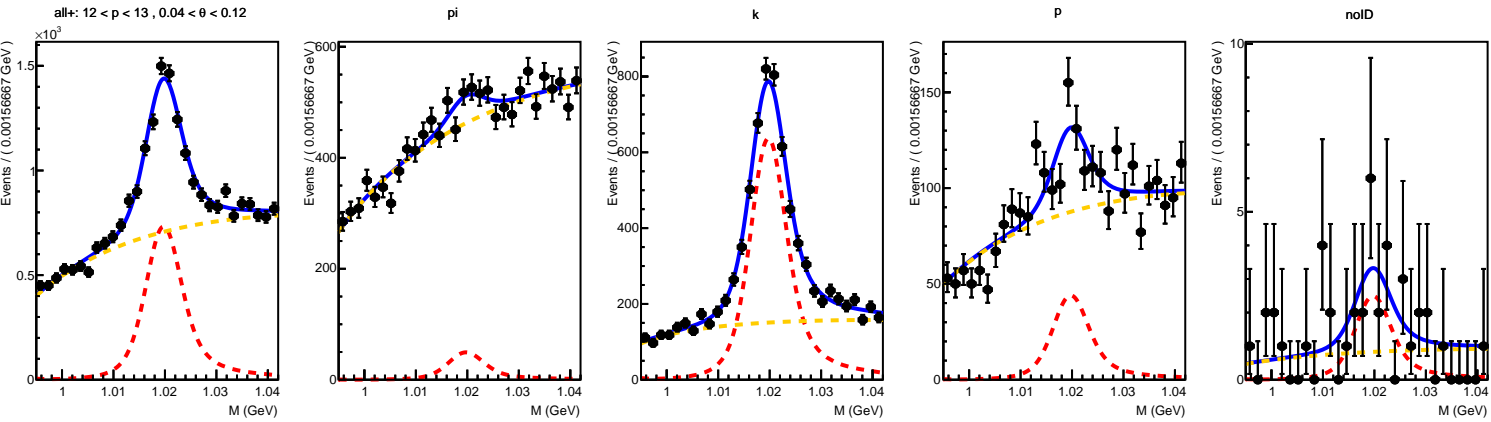 all+: 12 < p < 13 , 0.04 < θ < 0.12
×10³
Events / ( 0.00156667 GeV )
1.5
1
0.5
0
1 1.01 1.02 1.03 1.04
M (GeV)
pi
Events / ( 0.00156667 GeV )
600
400
200
0
1 1.01 1.02 1.03 1.04
M (GeV)
k
Events / ( 0.00156667 GeV )
800
600
400
200
0
1 1.01 1.02 1.03 1.04
M (GeV)
p
Events / ( 0.00156667 GeV )
150
100
50
0
1 1.01 1.02 1.03 1.04
M (GeV)
noID
Events / ( 0.00156667 GeV )
10
5
0
1 1.01 1.02 1.03 1.04
M (GeV)